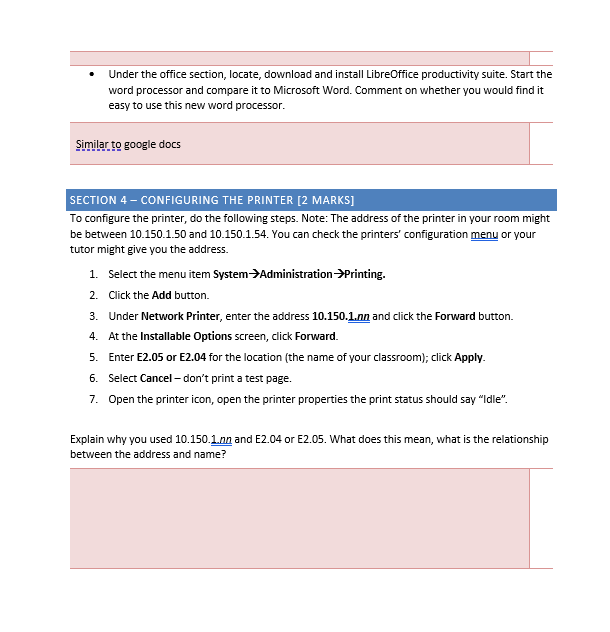 • Under the office section, locate, download and install LibreOffice productivity suite. Start the
word processor and compare it to Microsoft Word. Comment on whether you would find it
easy to use this new word processor.
Similar to google docs
SECTION 4 – CONFIGURING THE PRINTER [2 MARKS]
To configure the printer, do the following steps. Note: The address of the printer in your room might
be between 10.150.1.50 and 10.150.1.54. You can check the printers’ configuration menu or your
tutor might give you the address.
1. Select the menu item System→Administration→Printing.
2. Click the Add button.
3. Under Network Printer, enter the address 10.150.1.nn and click the Forward button.
4. At the Installable Options screen, click Forward.
5. Enter E2.05 or E2.04 for the location (the name of your classroom); click Apply.
6. Select Cancel – don’t print a test page.
7. Open the printer icon, open the printer properties the print status should say “Idle”.
Explain why you used 10.150.1.nn and E2.04 or E2.05. What does this mean, what is the relationship
between the address and name?